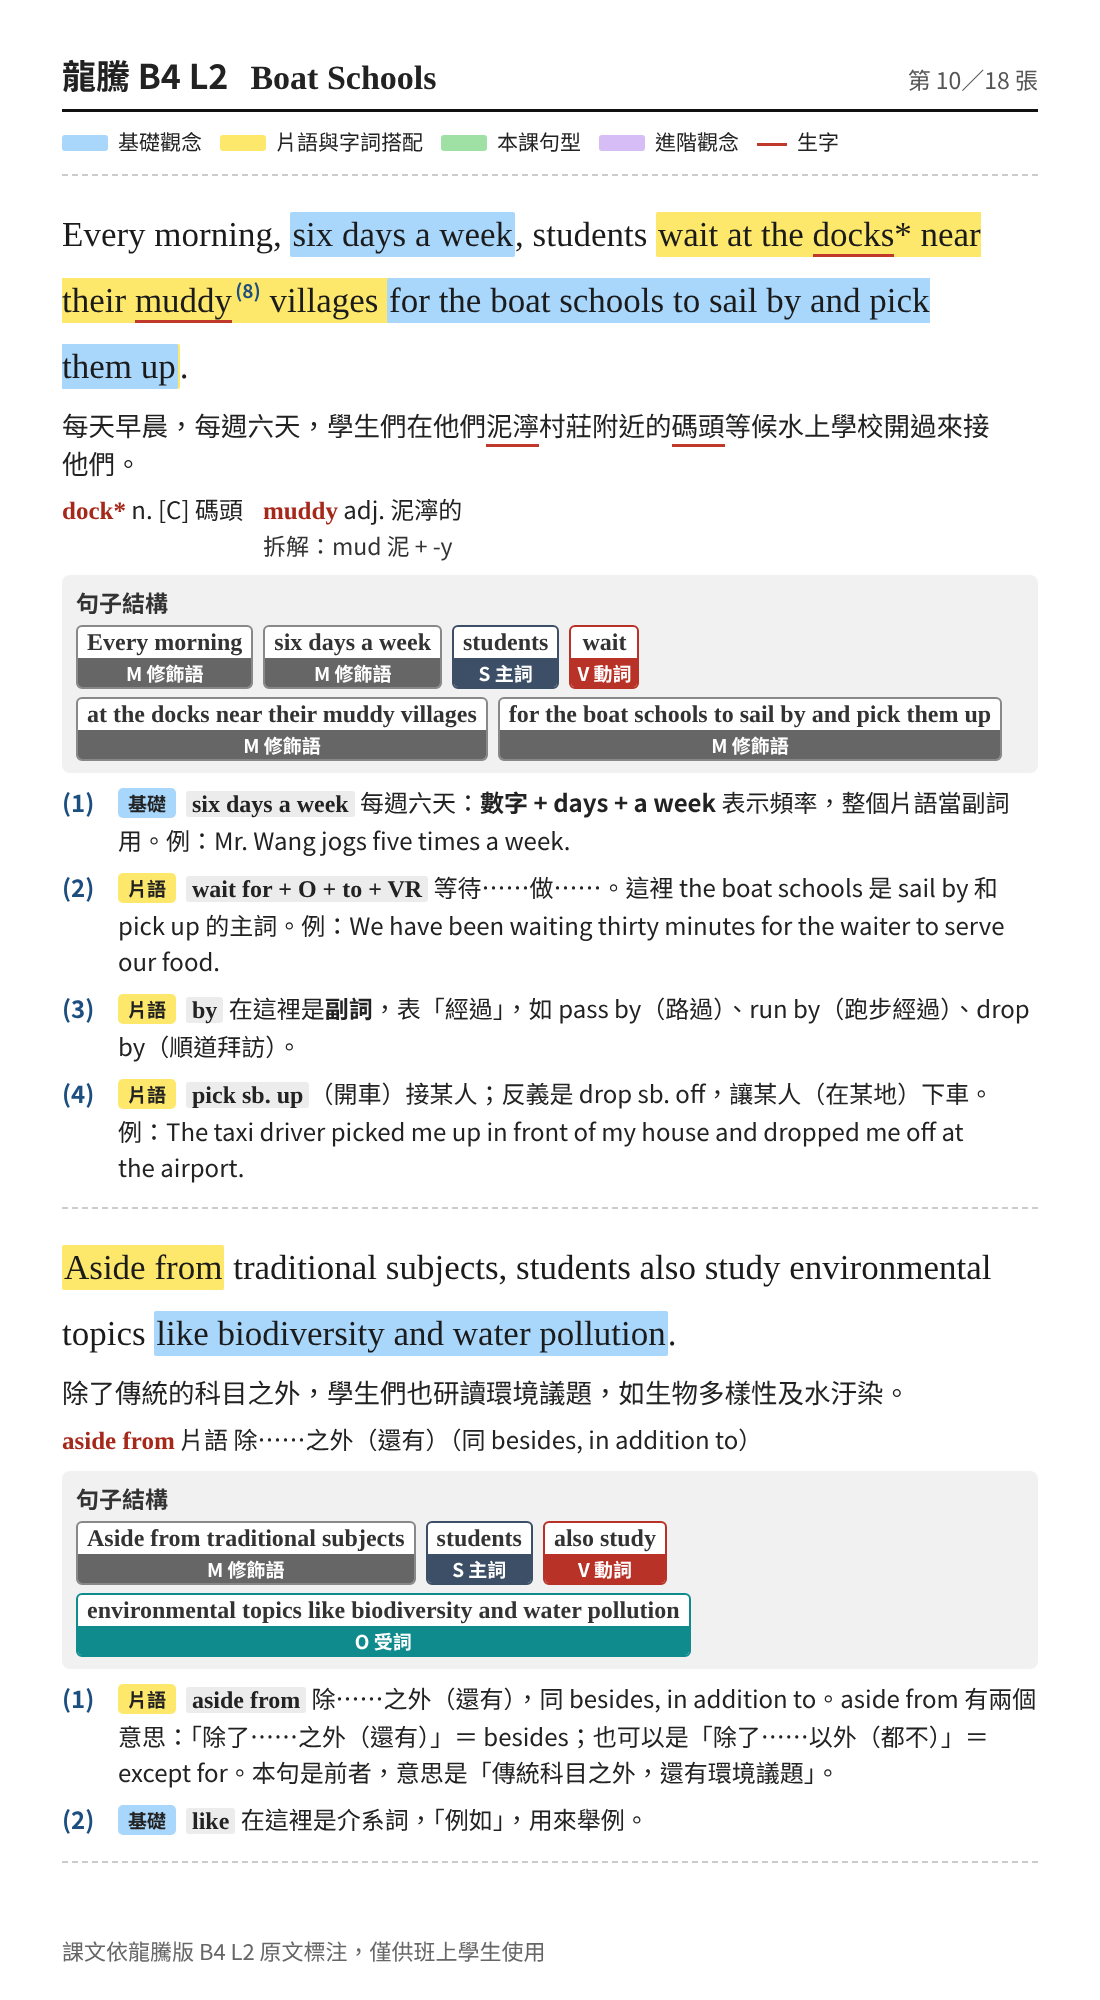 龍騰 B4 L2 Boat Schools
第 10／18 張
基礎觀念 片語與字詞搭配 本課句型 進階觀念 生字
Every morning, six days a week, students wait at the docks* near
their muddy(8) villages for the boat schools to sail by and pick
them up.
每天早晨，每週六天，學生們在他們泥濘村莊附近的碼頭等候水上學校開過來接
他們。
dock* n. [C] 碼頭 muddy adj. 泥濘的
拆解：mud 泥 + -y
句子結構
Every morning six days a week students wait
M 修飾語 M 修飾語 S 主詞 V 動詞
at the docks near their muddy villages for the boat schools to sail by and pick them up
M 修飾語 M 修飾語
(1) 基礎 six days a week 每週六天：數字 + days + a week 表示頻率，整個片語當副詞
用。例：Mr. Wang jogs five times a week.
(2) 片語 wait for + O + to + VR 等待⋯⋯做⋯⋯。這裡 the boat schools 是 sail by 和
pick up 的主詞。例：We have been waiting thirty minutes for the waiter to serve
our food.
(3) 片語 by 在這裡是副詞，表「經過」，如 pass by（路過）、run by（跑步經過）、drop
by（順道拜訪）。
(4) 片語 pick sb. up（開車）接某人；反義是 drop sb. off，讓某人（在某地）下車。
例：The taxi driver picked me up in front of my house and dropped me off at
the airport.
Aside from traditional subjects, students also study environmental
topics like biodiversity and water pollution.
除了傳統的科目之外，學生們也研讀環境議題，如生物多樣性及水汙染。
aside from 片語 除⋯⋯之外（還有）（同 besides, in addition to）
句子結構
Aside from traditional subjects students also study
M 修飾語 S 主詞 V 動詞
environmental topics like biodiversity and water pollution
O 受詞
(1) 片語 aside from 除⋯⋯之外（還有），同 besides, in addition to。aside from 有兩個
意思：「除了⋯⋯之外（還有）」＝ besides；也可以是「除了⋯⋯以外（都不）」＝
except for。本句是前者，意思是「傳統科目之外，還有環境議題」。
(2) 基礎 like 在這裡是介系詞，「例如」，用來舉例。
課文依龍騰版 B4 L2 原文標注，僅供班上學生使用